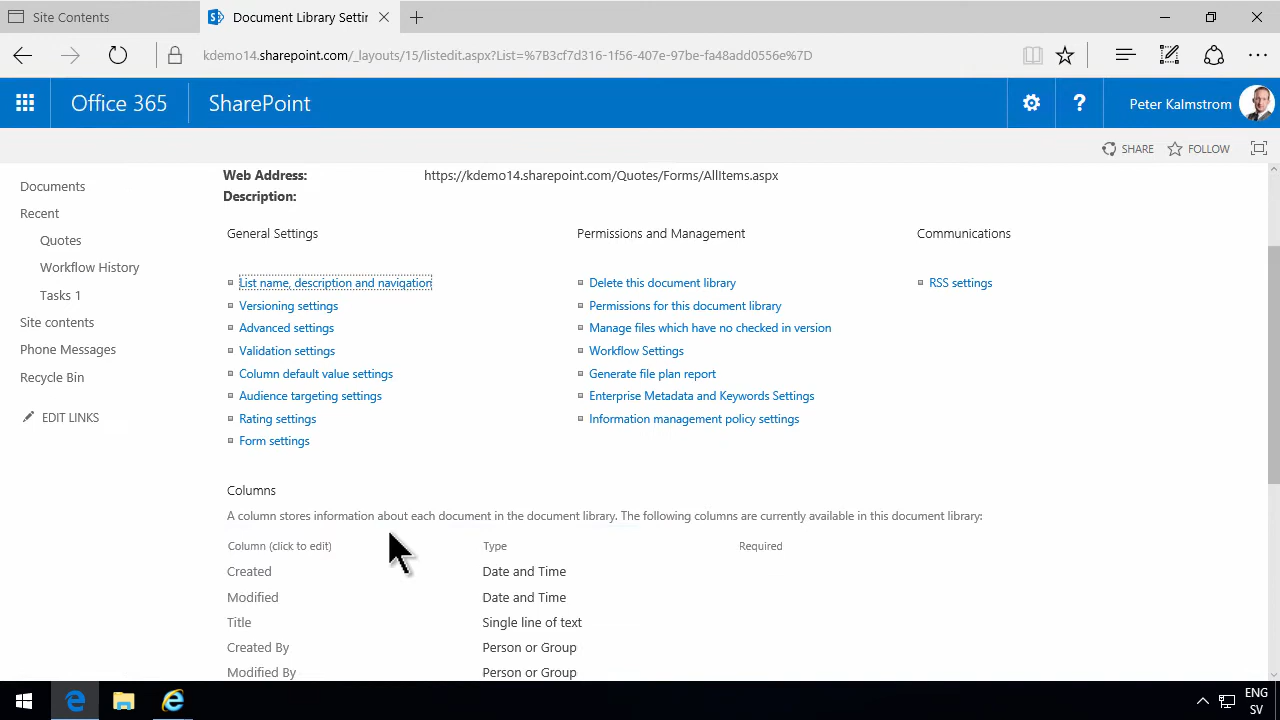 Site Contents
Document Library Settin
kdemo14.sharepoint.com/_layouts/15/listedit.aspx?List=%7B3cf7d316-1f56-407e-97be-fa48add0556e%7D
Office 365
SharePoint
Peter Kalmstrom
SHARE
FOLLOW
Documents
Recent
Quotes
Workflow History
Tasks 1
Site contents
Phone Messages
Recycle Bin
EDIT LINKS
Web Address: https://kdemo14.sharepoint.com/Quotes/Forms/AllItems.aspx
Description:
General Settings
List name, description and navigation
Versioning settings
Advanced settings
Validation settings
Column default value settings
Audience targeting settings
Rating settings
Form settings
Permissions and Management
Delete this document library
Permissions for this document library
Manage files which have no checked in version
Workflow Settings
Generate file plan report
Enterprise Metadata and Keywords Settings
Information management policy settings
Communications
RSS settings
Columns
A column stores information about each document in the document library. The following columns are currently available in this document library:
Column (click to edit) Type Required
Created Date and Time
Modified Date and Time
Title Single line of text
Created By Person or Group
Modified By Person or Group
ENG
SV